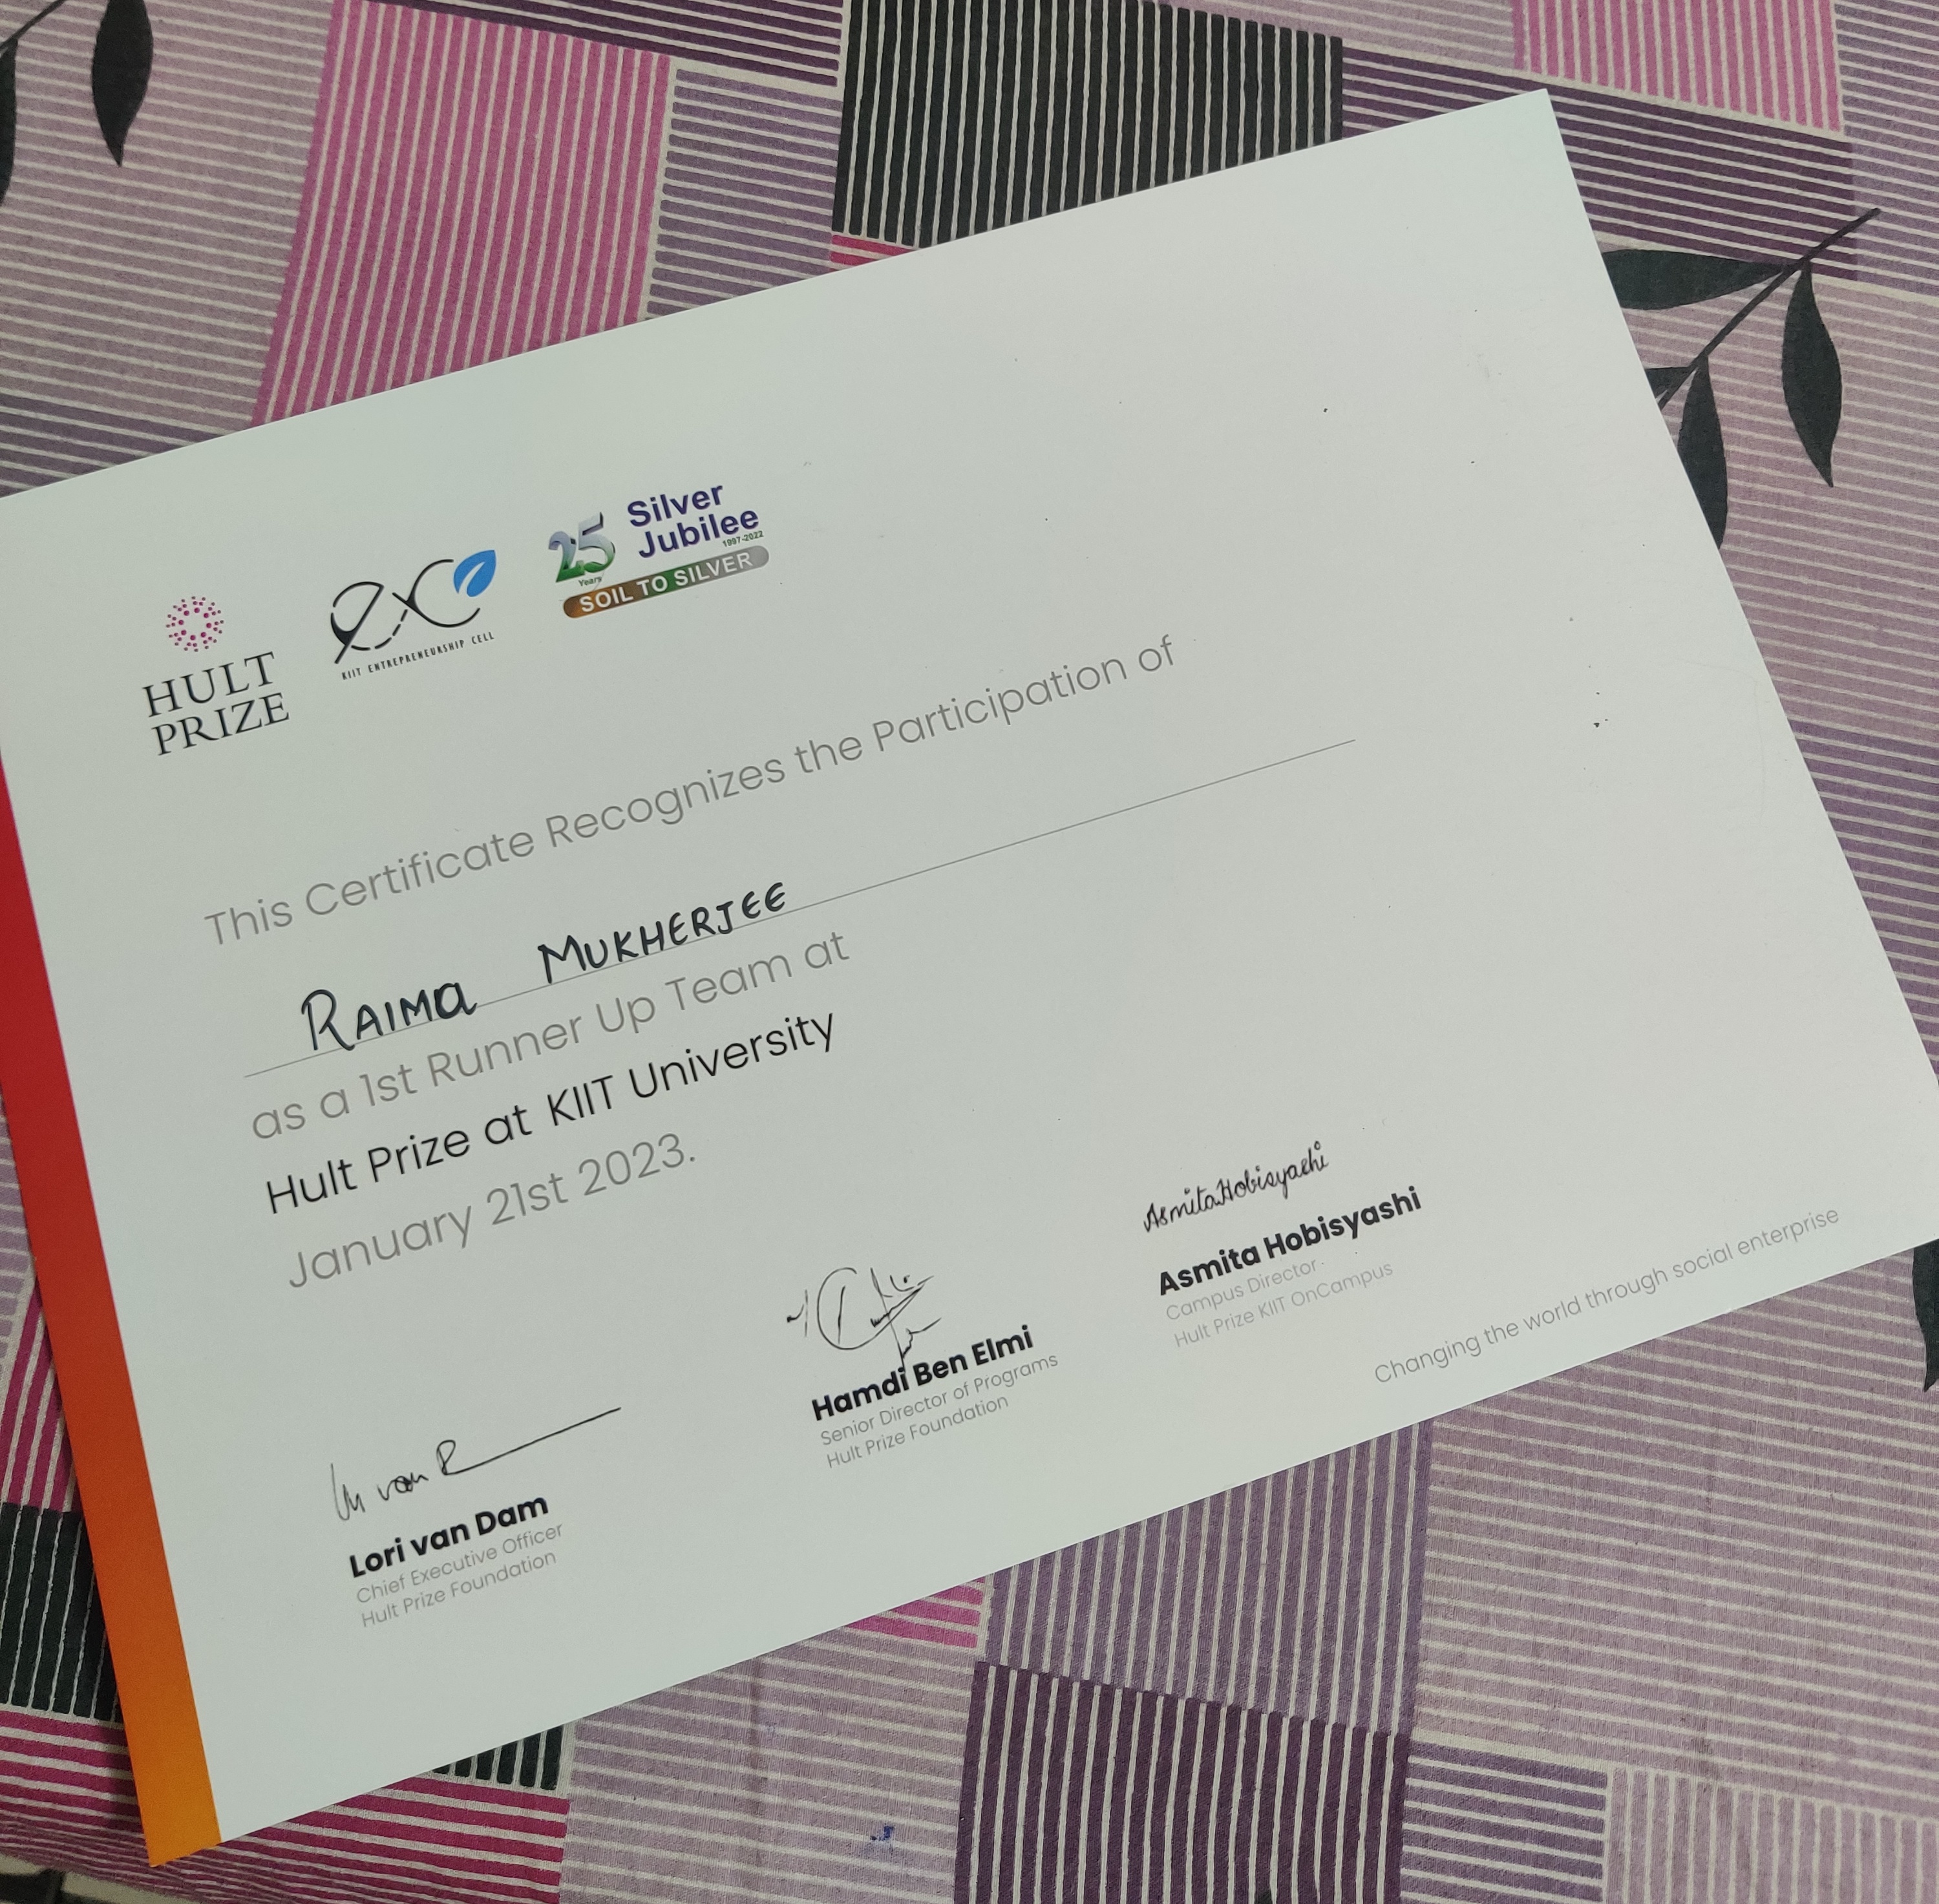 HULT
PRIZE
KIIT ENTREPRENEURSHIP CELL
25
Years
Silver
Jubilee
1997-2022
SOIL TO SILVER
This Certificate Recognizes the Participation of
RAIMA MUKHERJEE
as a 1st Runner Up Team at
Hult Prize at KIIT University
January 21st 2023.
Lori van Dam
Chief Executive Officer
Hult Prize Foundation
Hamdi Ben Elmi
Senior Director of Programs
Hult Prize Foundation
Asmita Hobisyashi
Asmita Hobisyashi
Campus Director
Hult Prize KIIT OnCampus
Changing the world through social enterprise